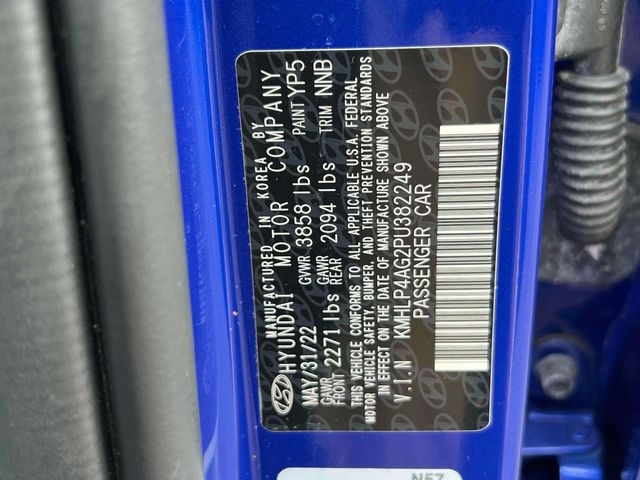 MANUFACTURED IN KOREA BY
HYUNDAI MOTOR COMPANY
MAY/31/22 GVWR 3858 lbs PAINT YP5
GAWR FRONT 2271 lbs GAWR REAR 2094 lbs TRIM NNB
THIS VEHICLE CONFORMS TO ALL APPLICABLE U.S.A. FEDERAL
MOTOR VEHICLE SAFETY, BUMPER, AND THEFT PREVENTION STANDARDS
IN EFFECT ON THE DATE OF MANUFACTURE SHOWN ABOVE
V.I.N KMHLP4AG2PU382249
PASSENGER CAR